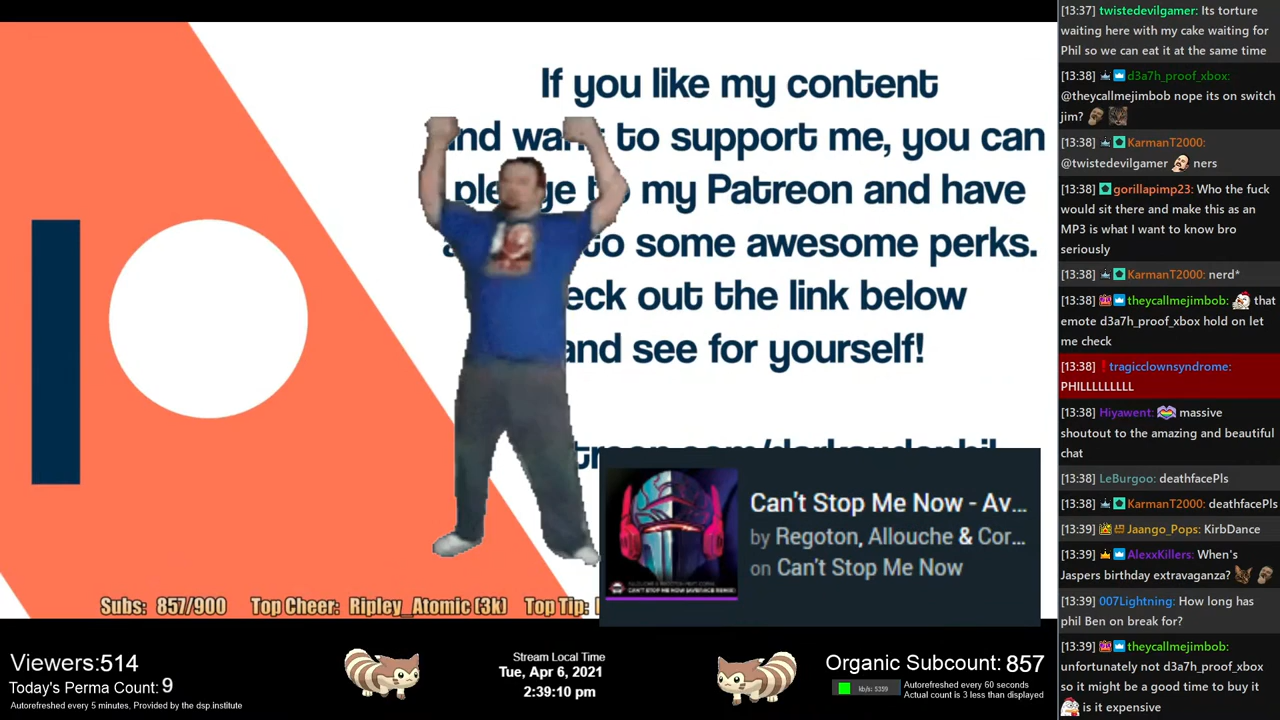 If you like my content
nd wan to support me, you can
ple ge t my Patreon and have
a to some awesome perks.
eck out the link below
and see for yourself!
treon.com/darksydephil
Can't Stop Me Now - Av...
by Regoton, Allouche & Cor...
on Can't Stop Me Now
CAN'T STOP ME NOW
Subs: 857/900 Top Cheer: Ripley_Atomic (3k) Top Tip:
Viewers:514
Today's Perma Count: 9
Autorefreshed every 5 minutes, Provided by the dsp.institute
Stream Local Time
Tue, Apr 6, 2021
2:39:10 pm
Organic Subcount: 857
kb/s: 5359
Autorefreshed every 60 seconds
Actual count is 3 less than displayed
[13:37] twistedevilgamer: Its torture
waiting here with my cake waiting for
Phil so we can eat it at the same time
[13:38] d3a7h_proof_xbox:
@theycallmejimbob nope its on switch
jim?
[13:38] KarmanT2000:
@twistedevilgamer ners
[13:38] gorillapimp23: Who the fuck
would sit there and make this as an
MP3 is what I want to know bro
seriously
[13:38] KarmanT2000: nerd*
[13:38] theycallmejimbob: that
emote d3a7h_proof_xbox hold on let
me check
[13:38] tragicclownsyndrome:
PHILLLLLLLLL
[13:38] Hiyawent: massive
shoutout to the amazing and beautiful
chat
[13:38] LeBurgoo: deathfacePls
[13:38] KarmanT2000: deathfacePls
[13:39] Jaango_Pops: KirbDance
[13:39] AlexxKillers: When's
Jaspers birthday extravaganza?
[13:39] 007Lightning: How long has
phil Ben on break for?
[13:39] theycallmejimbob:
unfortunately not d3a7h_proof_xbox
so it might be a good time to buy it
is it expensive